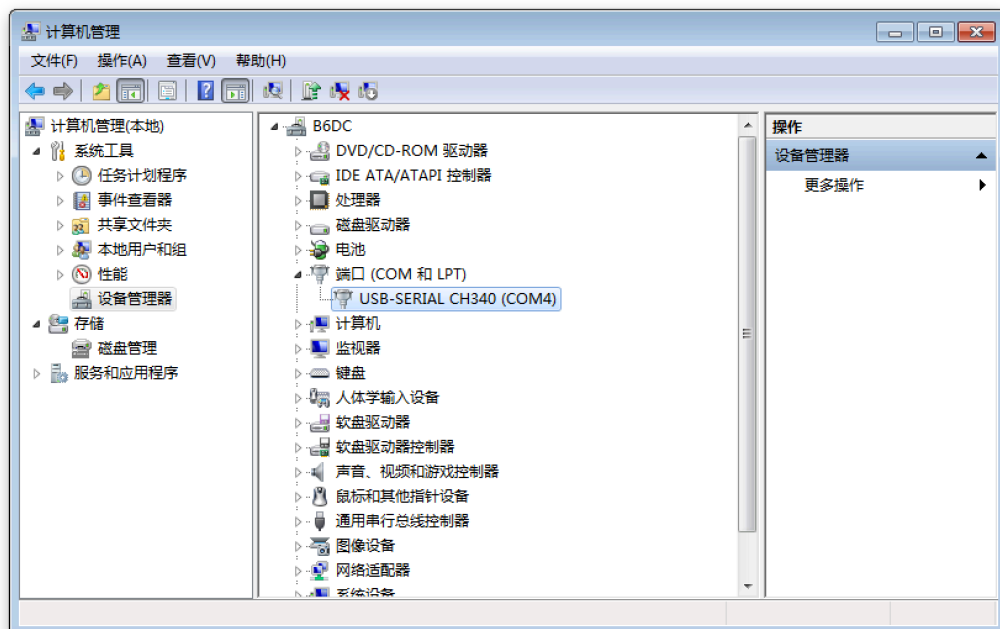 计算机管理
文件(F) 操作(A) 查看(V) 帮助(H)
计算机管理(本地)
系统工具
任务计划程序
事件查看器
共享文件夹
本地用户和组
性能
设备管理器
存储
磁盘管理
服务和应用程序
B6DC
DVD/CD-ROM 驱动器
IDE ATA/ATAPI 控制器
处理器
磁盘驱动器
电池
端口 (COM 和 LPT)
USB-SERIAL CH340 (COM4)
计算机
监视器
键盘
人体学输入设备
软盘驱动器
软盘驱动器控制器
声音、视频和游戏控制器
鼠标和其他指针设备
通用串行总线控制器
图像设备
网络适配器
系统设备
操作
设备管理器
更多操作